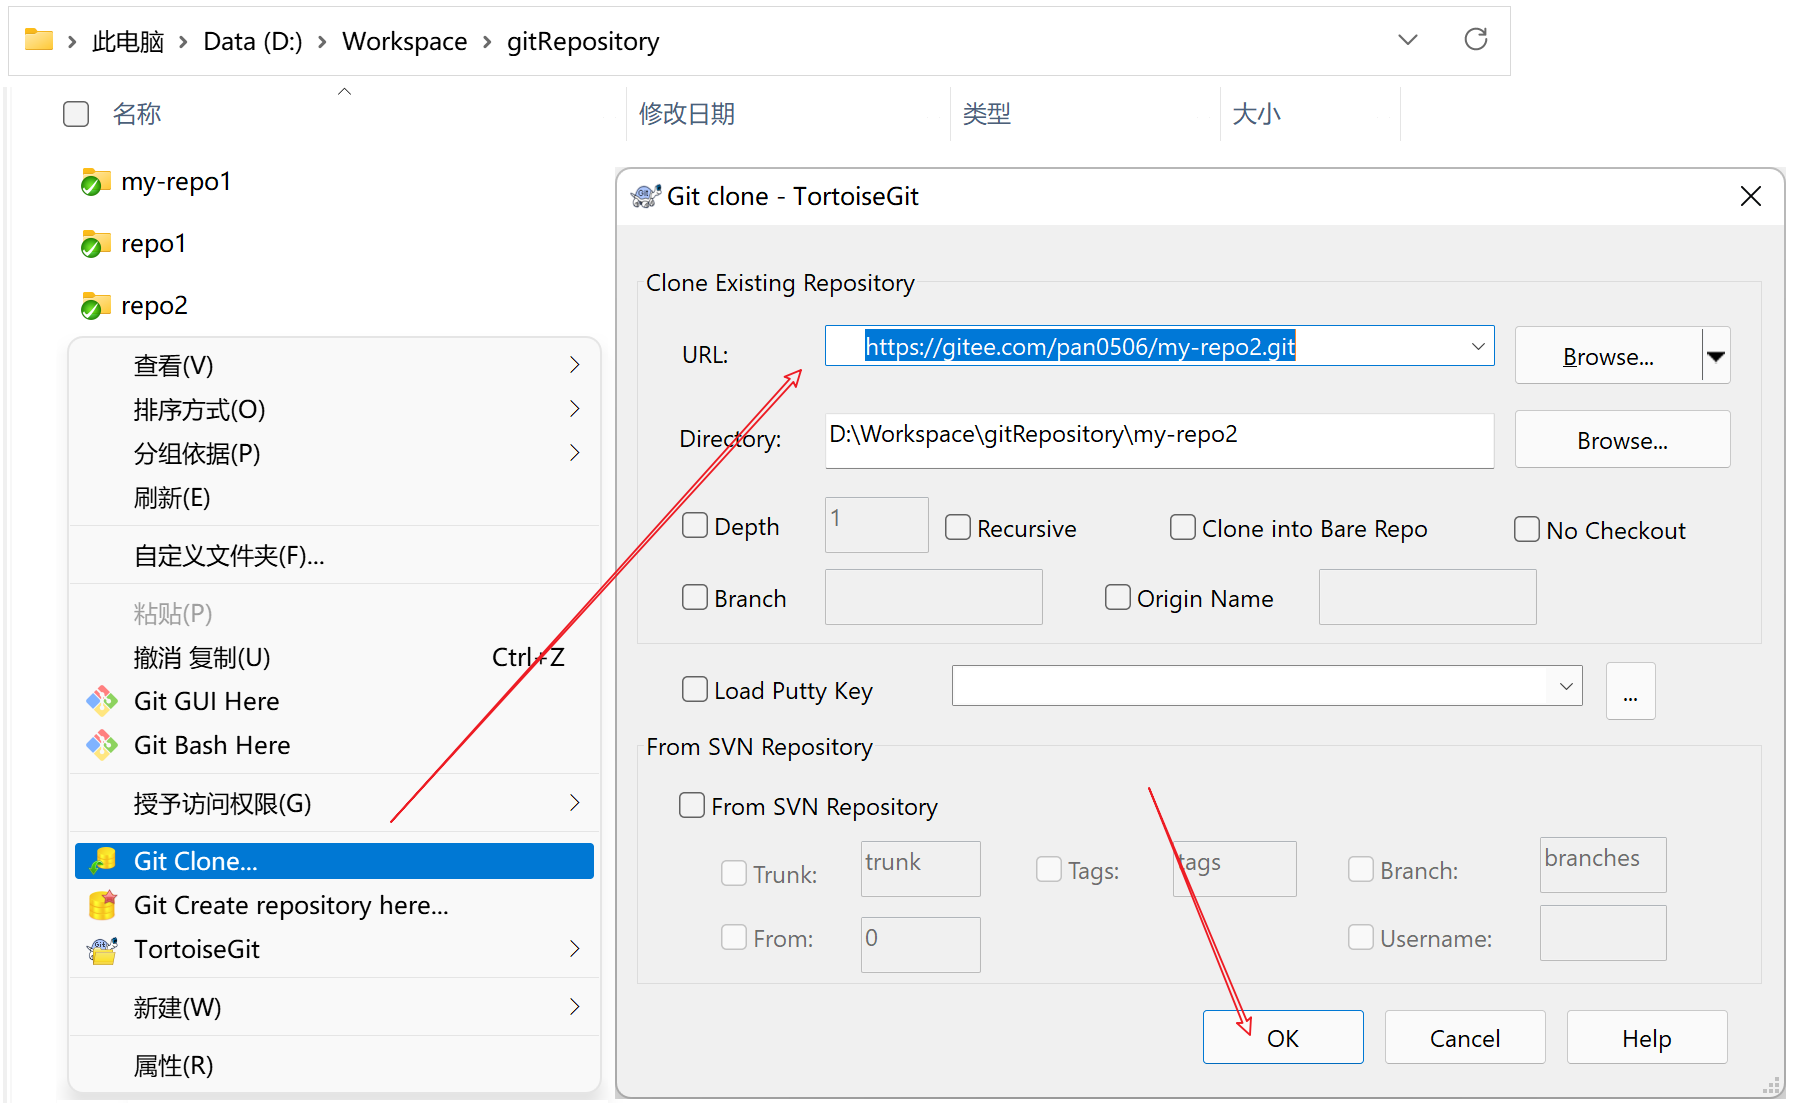 此电脑 > Data (D:) > Workspace > gitRepository
名称 修改日期 类型 大小
my-repo1
repo1
repo2
查看(V)
排序方式(O)
分组依据(P)
刷新(E)
自定义文件夹(F)...
粘贴(P)
撤消 复制(U) Ctrl+Z
Git GUI Here
Git Bash Here
授予访问权限(G)
Git Clone...
Git Create repository here...
TortoiseGit
新建(W)
属性(R)
Git clone - TortoiseGit
Clone Existing Repository
URL: https://gitee.com/pan0506/my-repo2.git Browse...
Directory: D:\Workspace\gitRepository\my-repo2 Browse...
Depth 1 Recursive Clone into Bare Repo No Checkout
Branch Origin Name
Load Putty Key ...
From SVN Repository
From SVN Repository
Trunk: trunk Tags: tags Branch: branches
From: 0 Username:
OK Cancel Help